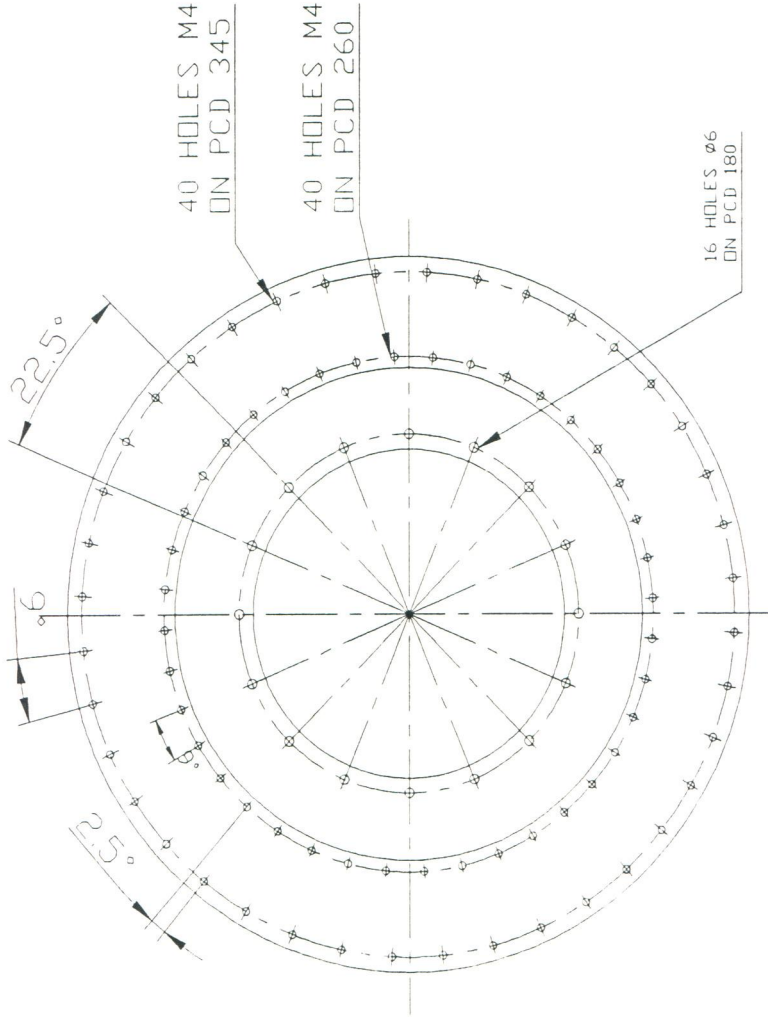 40 HOLES M4
ON PCD 345
40 HOLES M4
ON PCD 260
16 HOLES ø6
ON PCD 180
22.5°
9°
9°
2.5°